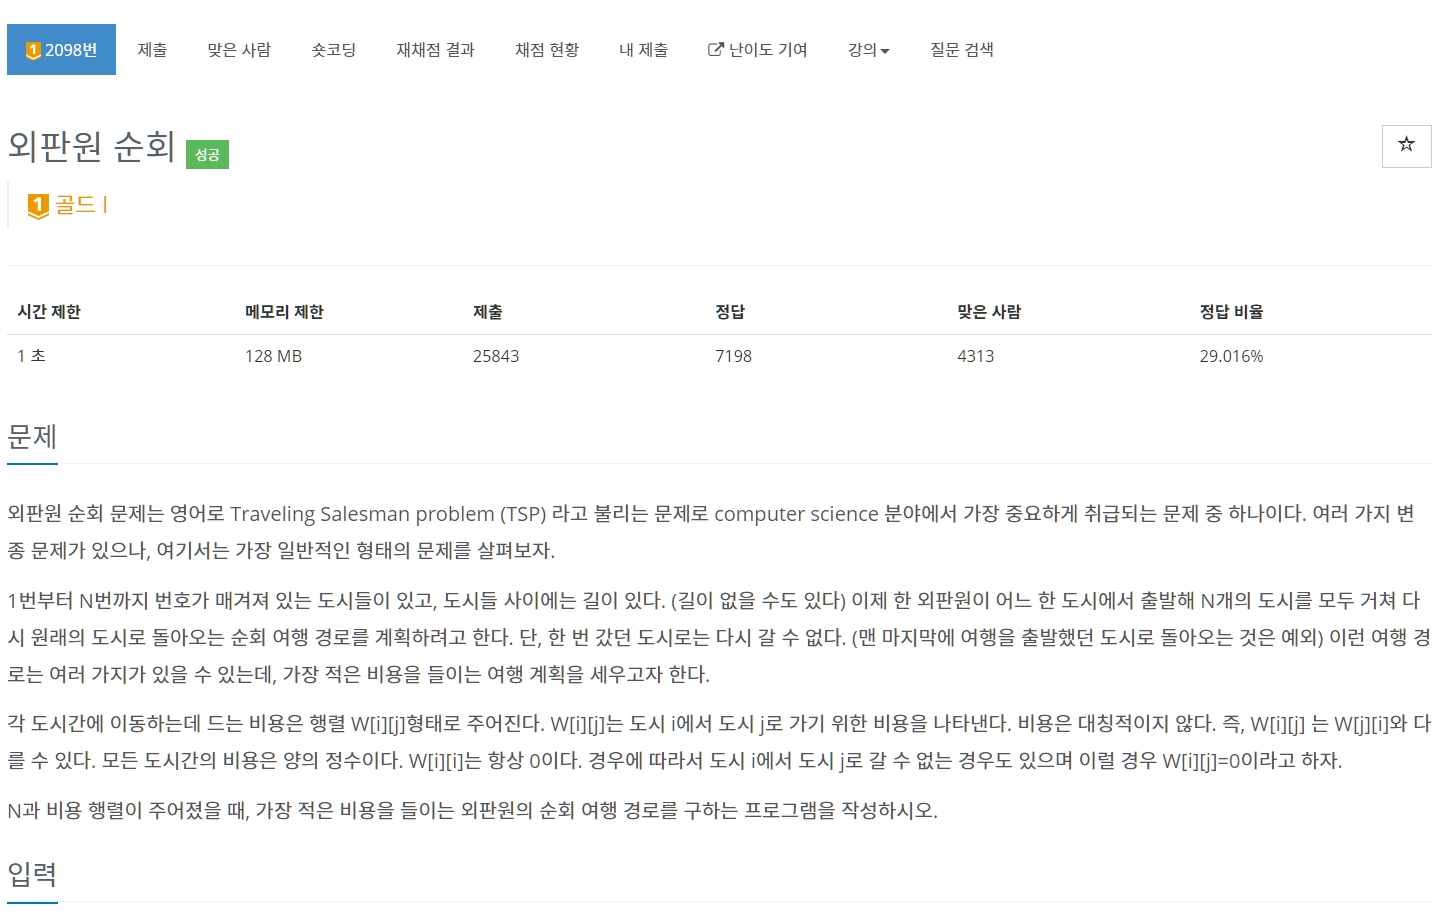 1 2098번 제출 맞은 사람 숏코딩 재채점 결과 채점 현황 내 제출 난이도 기여 강의 질문 검색
외판원 순회 성공
1 골드 I
시간 제한 메모리 제한 제출 정답 맞은 사람 정답 비율
1 초 128 MB 25843 7198 4313 29.016%
문제
외판원 순회 문제는 영어로 Traveling Salesman problem (TSP) 라고 불리는 문제로 computer science 분야에서 가장 중요하게 취급되는 문제 중 하나이다. 여러 가지 변
종 문제가 있으나, 여기서는 가장 일반적인 형태의 문제를 살펴보자.
1번부터 N번까지 번호가 매겨져 있는 도시들이 있고, 도시들 사이에는 길이 있다. (길이 없을 수도 있다) 이제 한 외판원이 어느 한 도시에서 출발해 N개의 도시를 모두 거쳐 다
시 원래의 도시로 돌아오는 순회 여행 경로를 계획하려고 한다. 단, 한 번 갔던 도시로는 다시 갈 수 없다. (맨 마지막에 여행을 출발했던 도시로 돌아오는 것은 예외) 이런 여행 경
로는 여러 가지가 있을 수 있는데, 가장 적은 비용을 들이는 여행 계획을 세우고자 한다.
각 도시간에 이동하는데 드는 비용은 행렬 W[i][j]형태로 주어진다. W[i][j]는 도시 i에서 도시 j로 가기 위한 비용을 나타낸다. 비용은 대칭적이지 않다. 즉, W[i][j] 는 W[j][i]와 다
를 수 있다. 모든 도시간의 비용은 양의 정수이다. W[i][i]는 항상 0이다. 경우에 따라서 도시 i에서 도시 j로 갈 수 없는 경우도 있으며 이럴 경우 W[i][j]=0이라고 하자.
N과 비용 행렬이 주어졌을 때, 가장 적은 비용을 들이는 외판원의 순회 여행 경로를 구하는 프로그램을 작성하시오.
입력